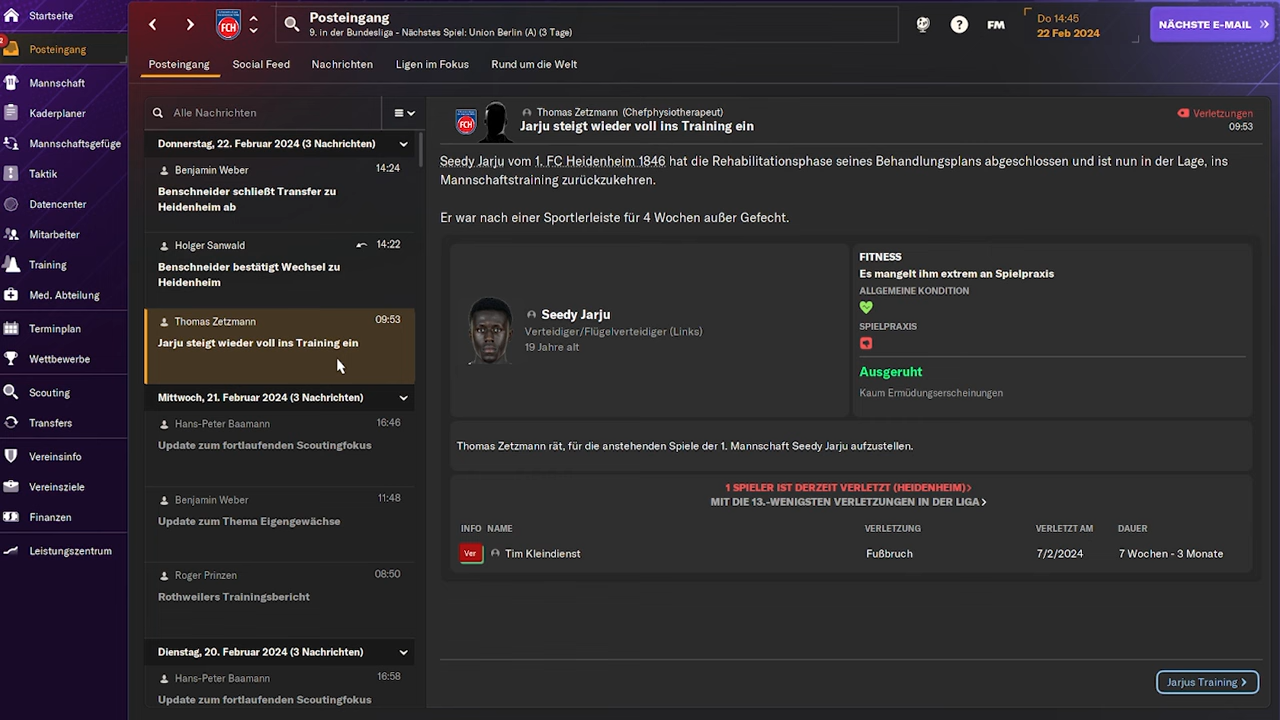 Startseite
2
Posteingang
Mannschaft
Kaderplaner
Mannschaftsgefüge
Taktik
Datencenter
Mitarbeiter
Training
Med. Abteilung
Terminplan
Wettbewerbe
Scouting
Transfers
Vereinsinfo
Vereinsziele
Finanzen
Leistungszentrum
FCH
Posteingang
9. in der Bundesliga - Nächstes Spiel: Union Berlin (A) (3 Tage)
?
FM
Do 14:45
22 Feb 2024
NÄCHSTE E-MAIL
Posteingang
Social Feed
Nachrichten
Ligen im Fokus
Rund um die Welt
Alle Nachrichten
Donnerstag, 22. Februar 2024 (3 Nachrichten)
Benjamin Weber 14:24
Benschneider schließt Transfer zu
Heidenheim ab
Holger Sanwald 14:22
Benschneider bestätigt Wechsel zu
Heidenheim
Thomas Zetzmann 09:53
Jarju steigt wieder voll ins Training ein
Mittwoch, 21. Februar 2024 (3 Nachrichten)
Hans-Peter Baamann 16:46
Update zum fortlaufenden Scoutingfokus
Benjamin Weber 11:48
Update zum Thema Eigengewächse
Roger Prinzen 08:50
Rothweilers Trainingsbericht
Dienstag, 20. Februar 2024 (3 Nachrichten)
Hans-Peter Baamann 16:58
Update zum fortlaufenden Scoutingfokus
FCH
Thomas Zetzmann (Chefphysiotherapeut)
Jarju steigt wieder voll ins Training ein
Verletzungen
09:53
Seedy Jarju vom 1. FC Heidenheim 1846 hat die Rehabilitationsphase seines Behandlungsplans abgeschlossen und ist nun in der Lage, ins
Mannschaftstraining zurückzukehren.
Er war nach einer Sportlerleiste für 4 Wochen außer Gefecht.
Seedy Jarju
Verteidiger/Flügelverteidiger (Links)
19 Jahre alt
FITNESS
Es mangelt ihm extrem an Spielpraxis
ALLGEMEINE KONDITION
SPIELPRAXIS
Ausgeruht
Kaum Ermüdungserscheinungen
Thomas Zetzmann rät, für die anstehenden Spiele der 1. Mannschaft Seedy Jarju aufzustellen.
1 SPIELER IST DERZEIT VERLETZT (HEIDENHEIM)
MIT DIE 13.-WENIGSTEN VERLETZUNGEN IN DER LIGA
INFO NAME VERLETZUNG VERLETZT AM DAUER
Ver Tim Kleindienst Fußbruch 7/2/2024 7 Wochen - 3 Monate
Jarjus Training